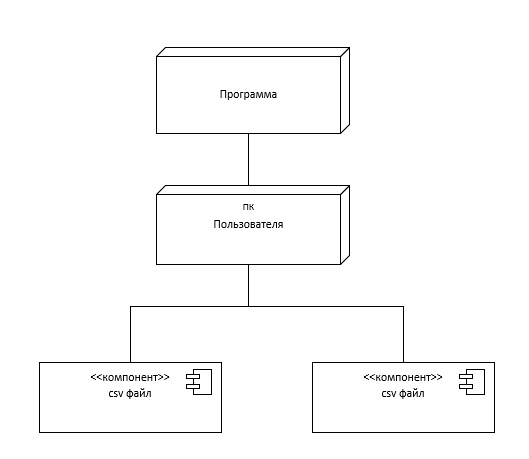 Программа
пк
Пользователя
<<компонент>>
csv файл
<<компонент>>
csv файл